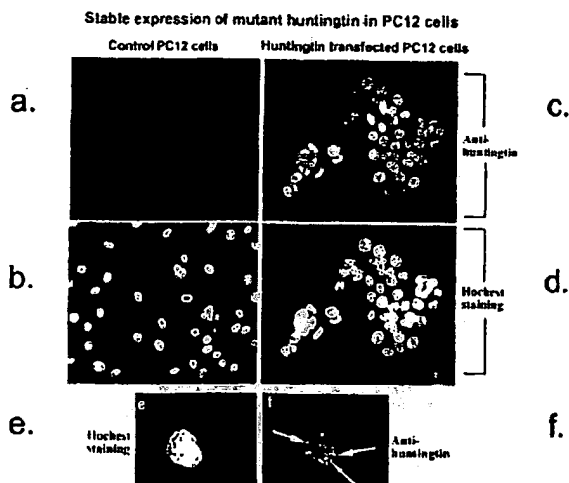 Stable expression of mutant huntingtin in PC12 cells
Control PC12 cells
Huntingtin transfected PC12 cells
a.
c.
Anti-
huntingtin
b.
d.
Hochest
staining
e.
e
f
f.
Hochest
staining
Anti-
huntingtin